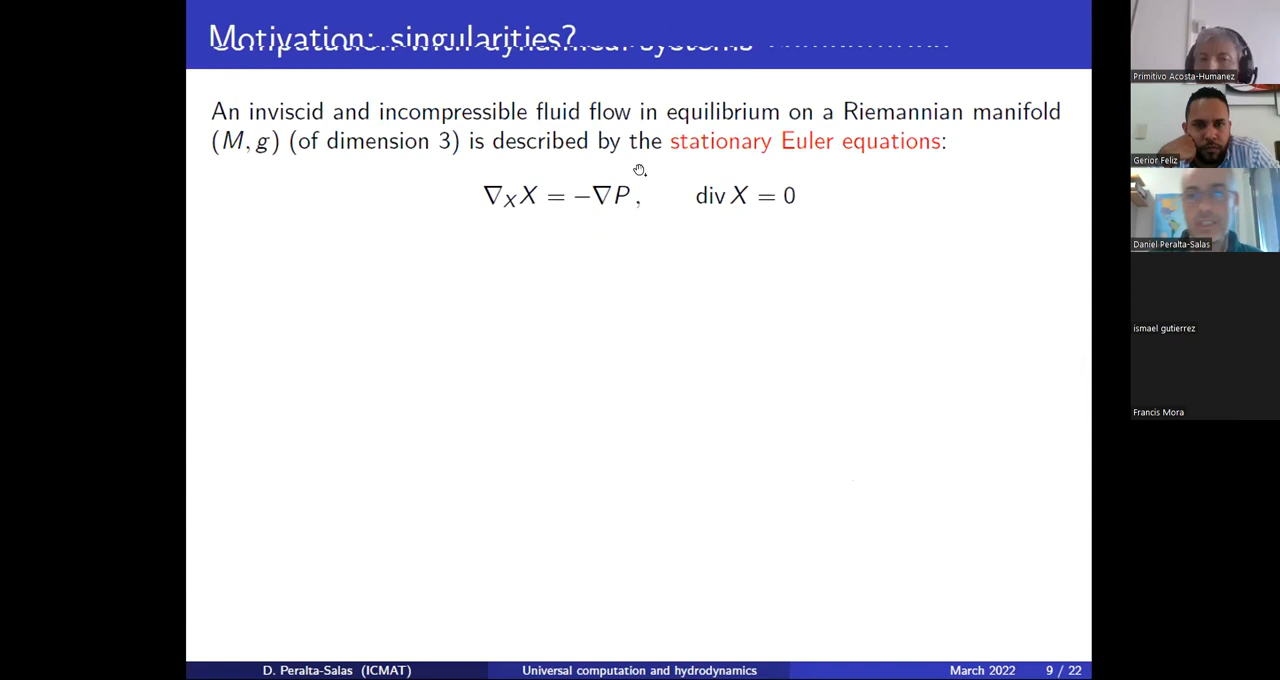 Motivation: singularities?
An inviscid and incompressible fluid flow in equilibrium on a Riemannian manifold
(M, g) (of dimension 3) is described by the stationary Euler equations:
∇_X X = −∇P , div X = 0
D. Peralta-Salas (ICMAT) Universal computation and hydrodynamics March 2022 9 / 22
Primitivo Acosta-Humanez
Gerior Feliz
Daniel Peralta-Salas
ismael gutierrez
Francis Mora